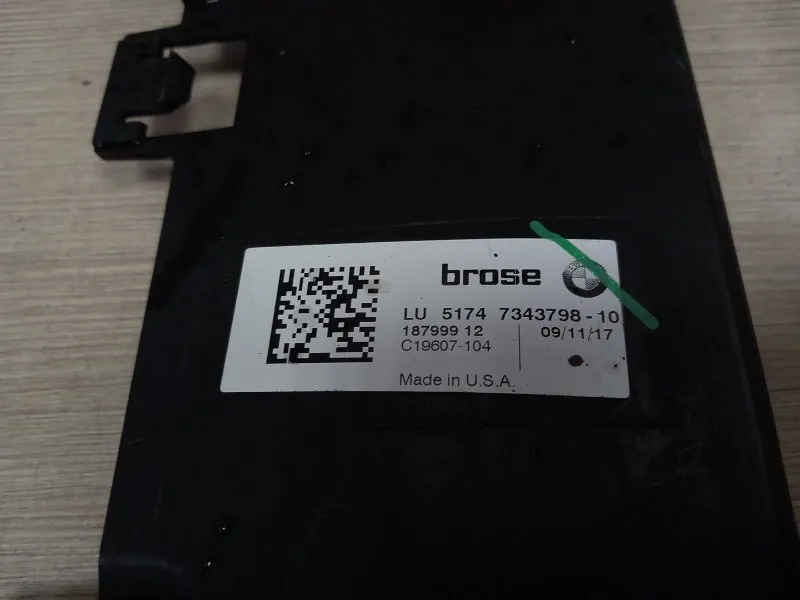 brose
LU 5174 7343798-10
187999 12
09/11/17
C19607-104
Made in U.S.A.